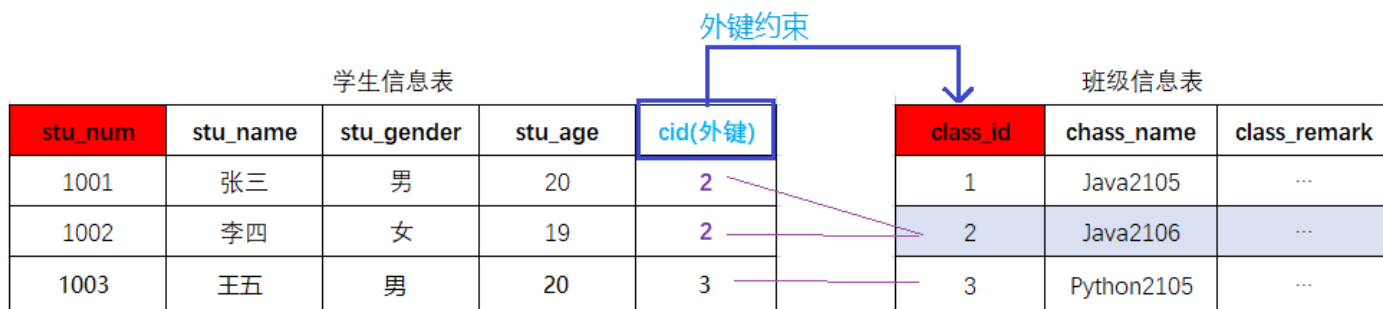 外键约束
学生信息表 班级信息表
stu_num stu_name stu_gender stu_age cid(外键) class_id chass_name class_remark
1001 张三 男 20 2 1 Java2105 ...
1002 李四 女 19 2 2 Java2106 ...
1003 王五 男 20 3 3 Python2105 ...